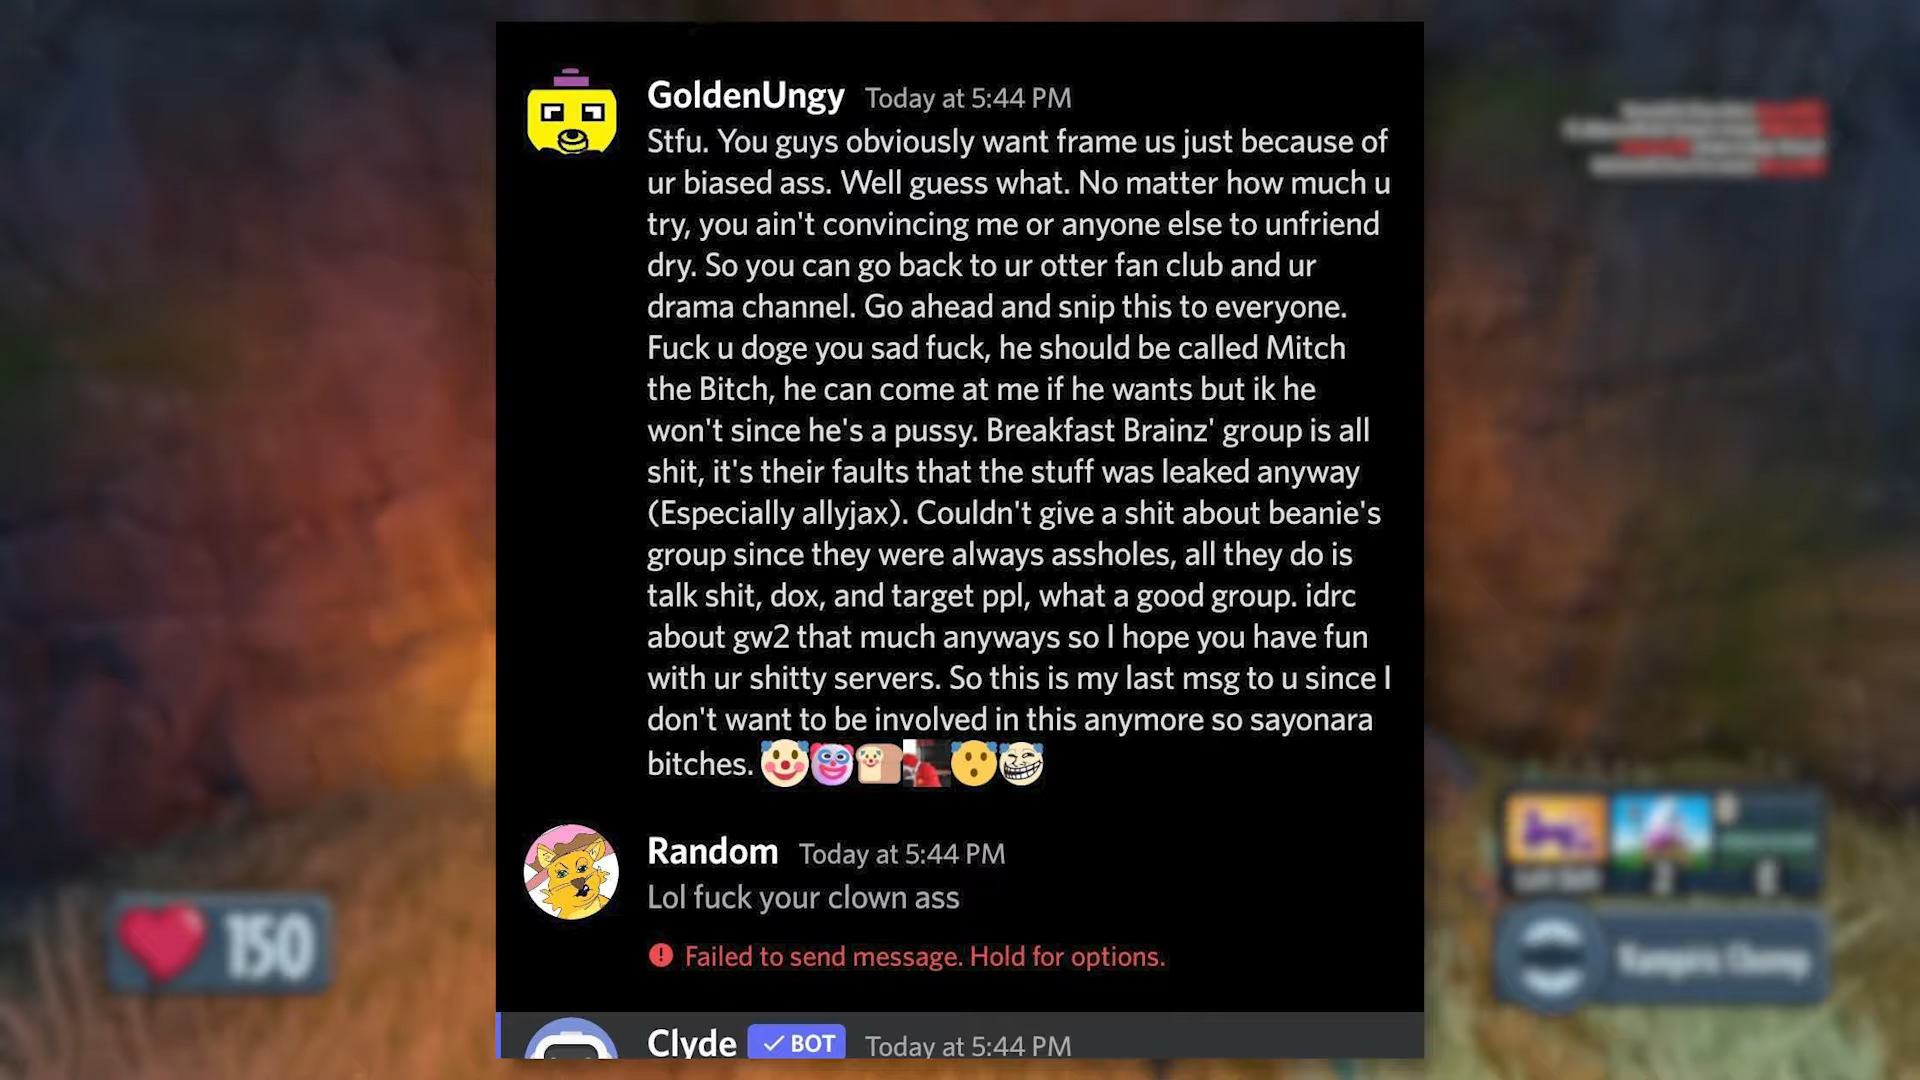 GoldenUngy Today at 5:44 PM
Stfu. You guys obviously want frame us just because of
ur biased ass. Well guess what. No matter how much u
try, you ain't convincing me or anyone else to unfriend
dry. So you can go back to ur otter fan club and ur
drama channel. Go ahead and snip this to everyone.
Fuck u doge you sad fuck, he should be called Mitch
the Bitch, he can come at me if he wants but ik he
won't since he's a pussy. Breakfast Brainz' group is all
shit, it's their faults that the stuff was leaked anyway
(Especially allyjax). Couldn't give a shit about beanie's
group since they were always assholes, all they do is
talk shit, dox, and target ppl, what a good group. idrc
about gw2 that much anyways so I hope you have fun
with ur shitty servers. So this is my last msg to u since I
don't want to be involved in this anymore so sayonara
bitches.
Random Today at 5:44 PM
Lol fuck your clown ass
Failed to send message. Hold for options.
Clyde BOT Today at 5:44 PM
150
Vampiric Chomp